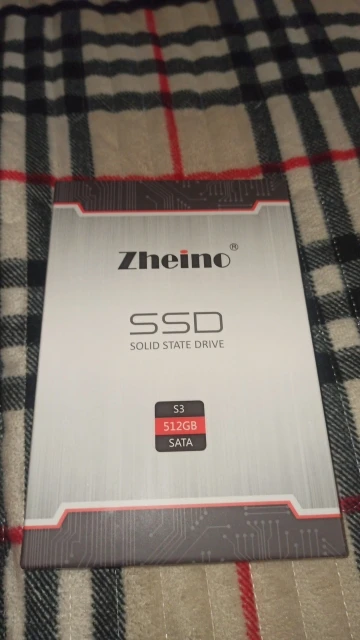 Zheino®
SSD
SOLID STATE DRIVE
S3
512GB
SATA